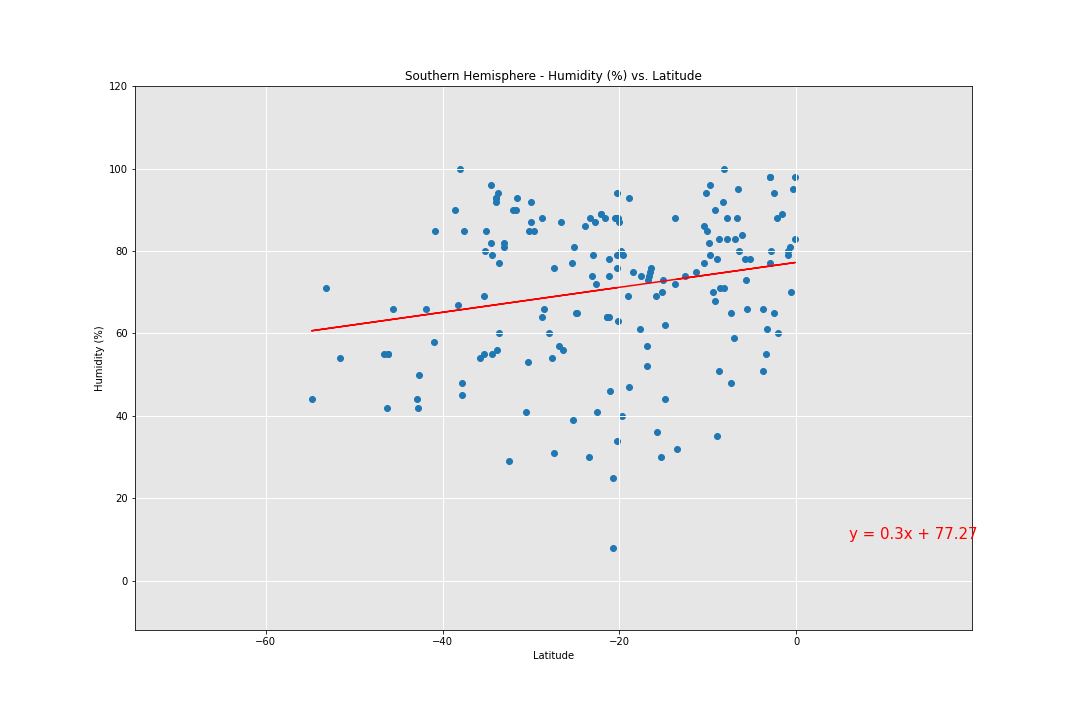 Southern Hemisphere - Humidity (%) vs. Latitude
120
100
80
60
40
20
0
Humidity (%)
y = 0.3x + 77.27
−60
−40
−20
0
Latitude